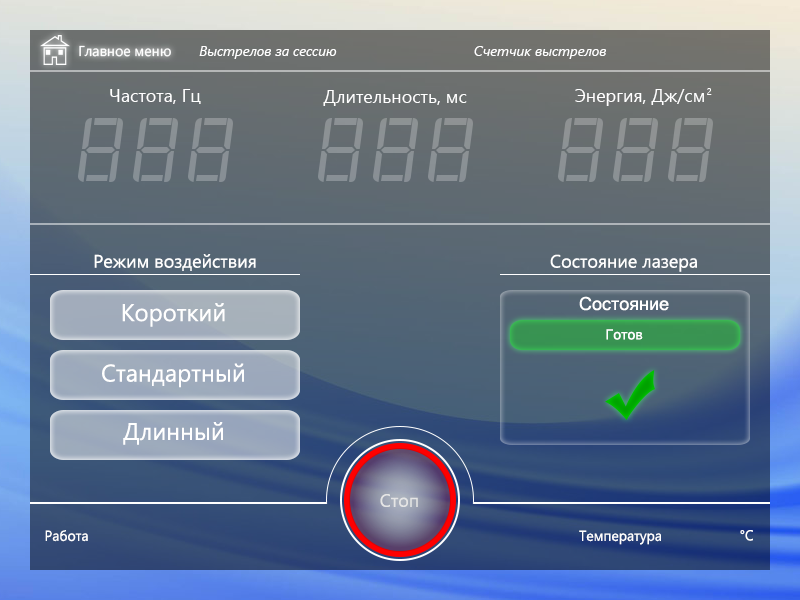 Главное меню
Выстрелов за сессию
Счетчик выстрелов
Частота, Гц
Длительность, мс
Энергия, Дж/см²
888
888
888
Режим воздействия
Состояние лазера
Короткий
Стандартный
Длинный
Состояние
Готов
Стоп
Работа
Температура
°C